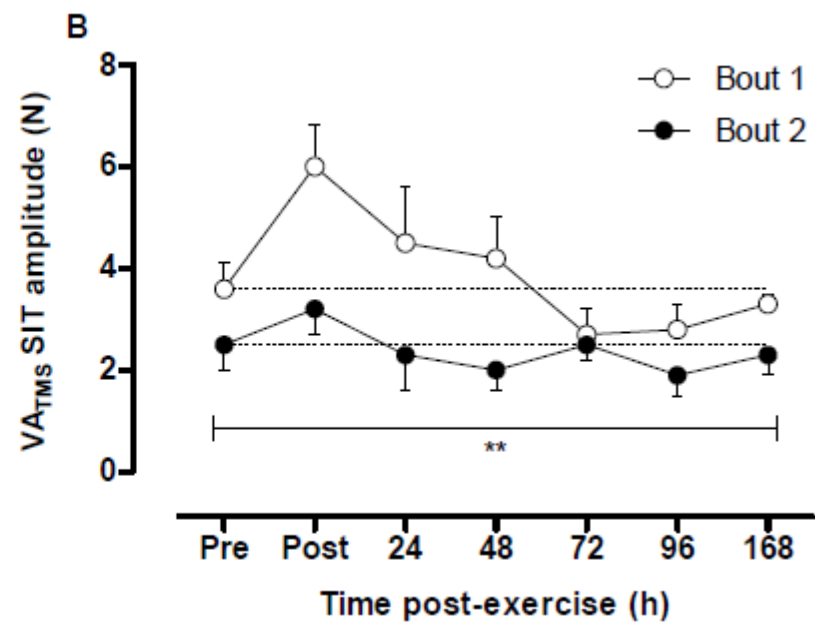 B
8
6
4
2
0
VATMS SIT amplitude (N)
Bout 1
Bout 2
**
Pre Post 24 48 72 96 168
Time post-exercise (h)